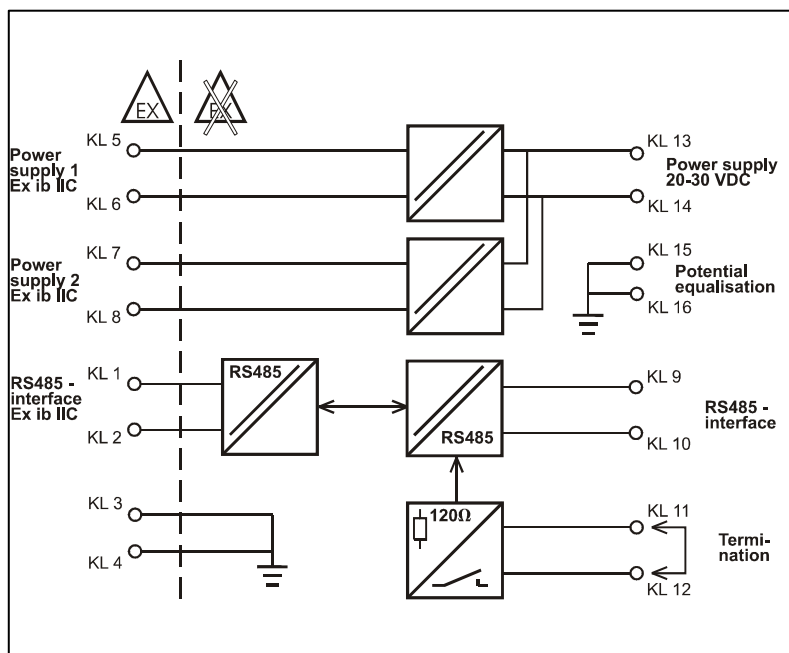 EX
EX
KL 5
Power
supply 1
Ex ib IIC
KL 6
KL 13
Power supply
20-30 VDC
KL 14
KL 7
Power
supply 2
Ex ib IIC
KL 8
KL 15
Potential
equalisation
KL 16
KL 1
RS485 -
interface
Ex ib IIC
KL 2
RS485
RS485
KL 9
RS485 -
interface
KL 10
KL 3
KL 4
120Ω
KL 11
Termi-
nation
KL 12